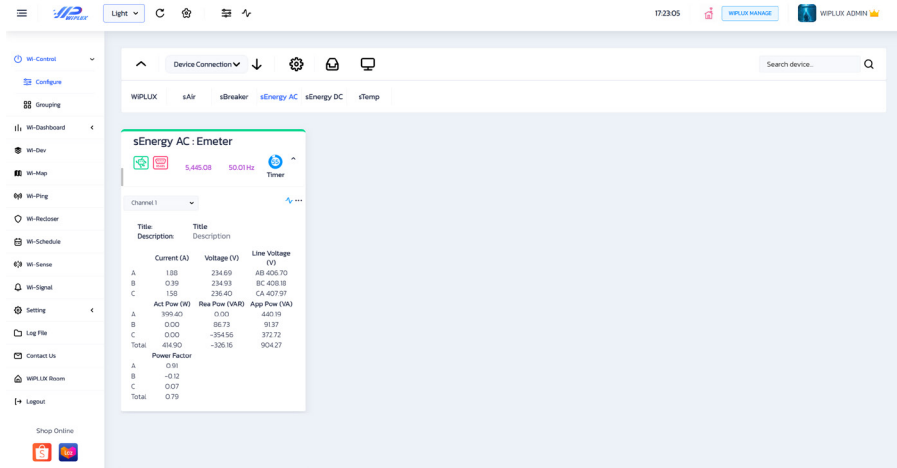 WIPLUX
Light
17:23:05
WIPLUX MANAGE
WIPLUX ADMIN
Wi-Control
Configure
Grouping
Wi-Dashboard
Wi-Dev
Wi-Map
Wi-Ping
Wi-Recloser
Wi-Schedule
Wi-Sense
Wi-Signal
Setting
Log File
Contact Us
WiPLUX Room
Logout
Shop Online
Device Connection
Search device...
WiPLUX sAir sBreaker sEnergy AC sEnergy DC sTemp
sEnergy AC : Emeter
5,445.08 50.01 Hz
Timer
Channel 1
Title: Title
Description: Description
Current (A) Voltage (V) Line Voltage (V)
A 1.88 234.69 AB 406.70
B 0.39 234.93 BC 408.18
C 1.58 236.40 CA 407.97
Act Pow (W) Rea Pow (VAR) App Pow (VA)
A 399.40 0.00 440.19
B 0.00 86.73 91.37
C 0.00 -354.56 372.72
Total 414.90 -326.16 904.27
Power Factor
A 0.91
B -0.12
C 0.07
Total 0.79